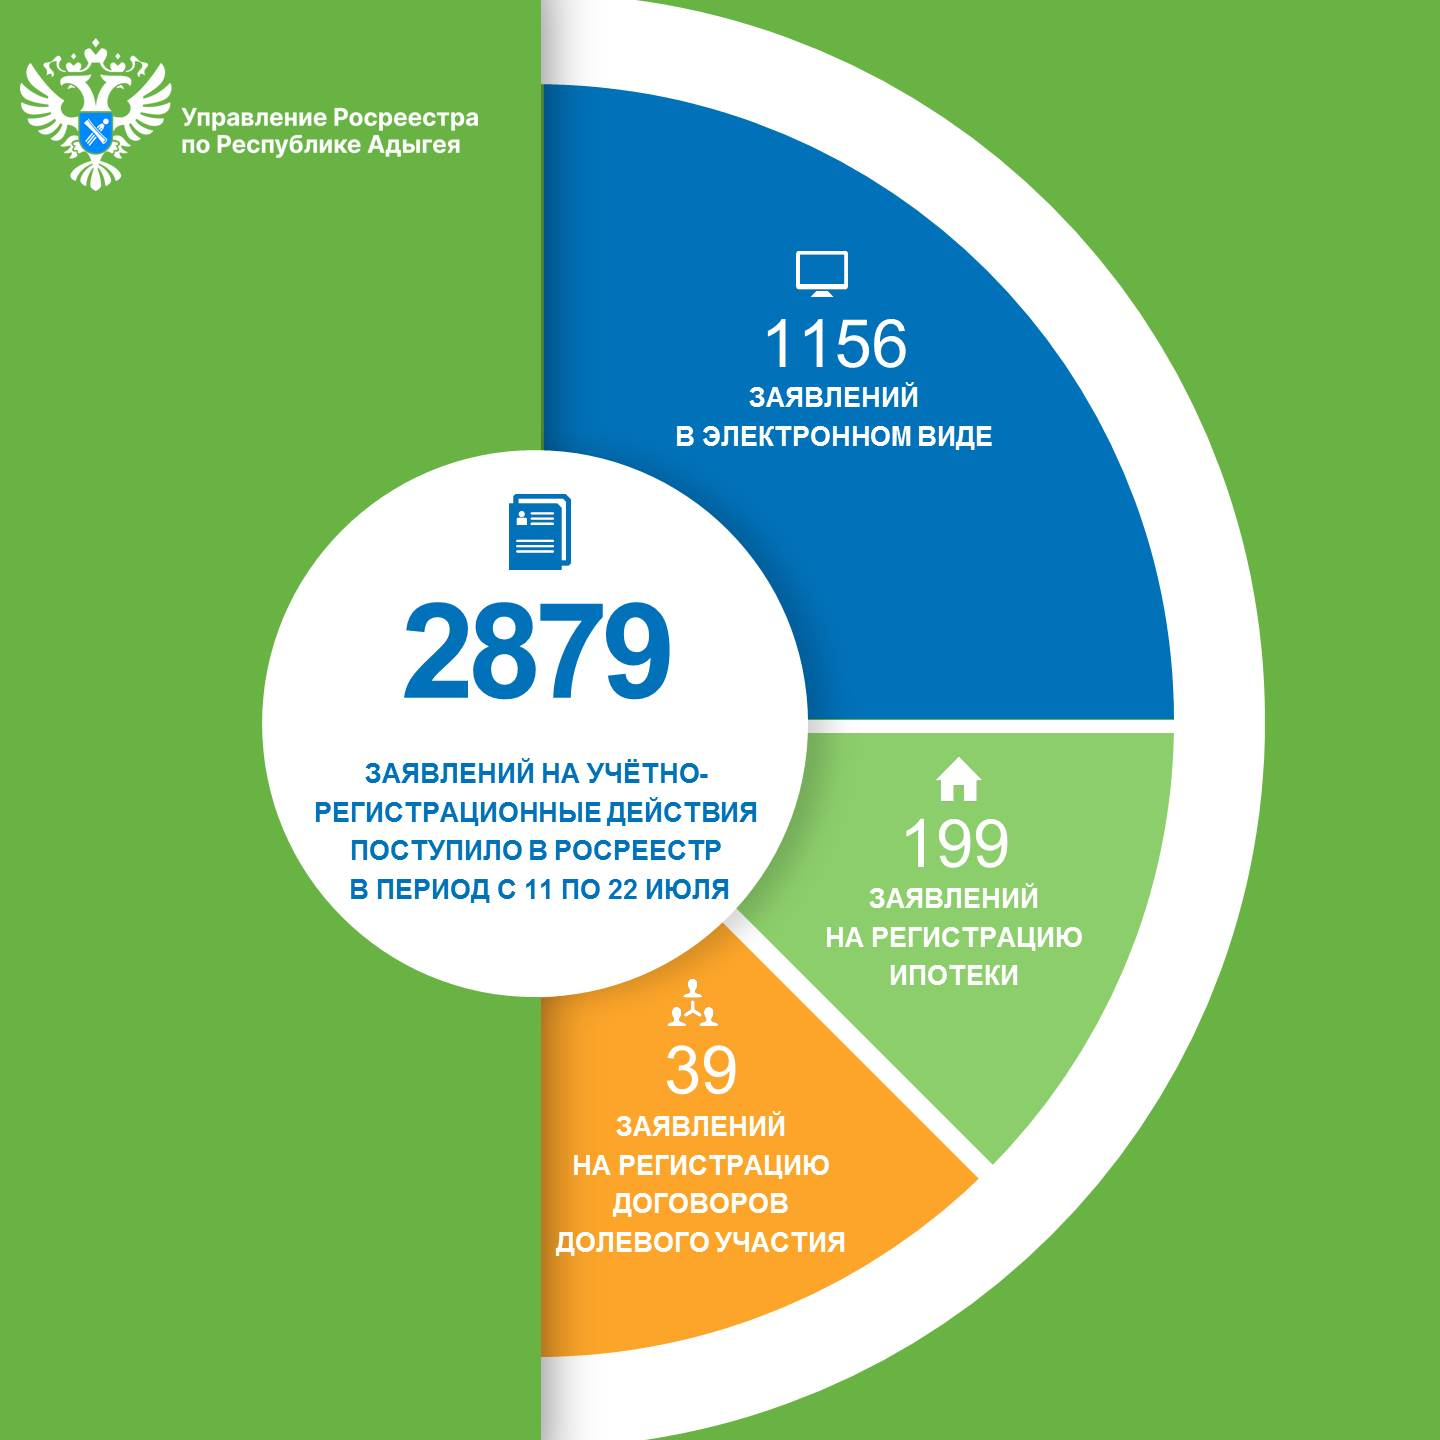 Управление Росреестра
по Республике Адыгея
1156
ЗАЯВЛЕНИЙ
В ЭЛЕКТРОННОМ ВИДЕ
2879
ЗАЯВЛЕНИЙ НА УЧЁТНО-
РЕГИСТРАЦИОННЫЕ ДЕЙСТВИЯ
ПОСТУПИЛО В РОСРЕЕСТР
В ПЕРИОД С 11 ПО 22 ИЮЛЯ
199
ЗАЯВЛЕНИЙ
НА РЕГИСТРАЦИЮ
ИПОТЕКИ
39
ЗАЯВЛЕНИЙ
НА РЕГИСТРАЦИЮ
ДОГОВОРОВ
ДОЛЕВОГО УЧАСТИЯ